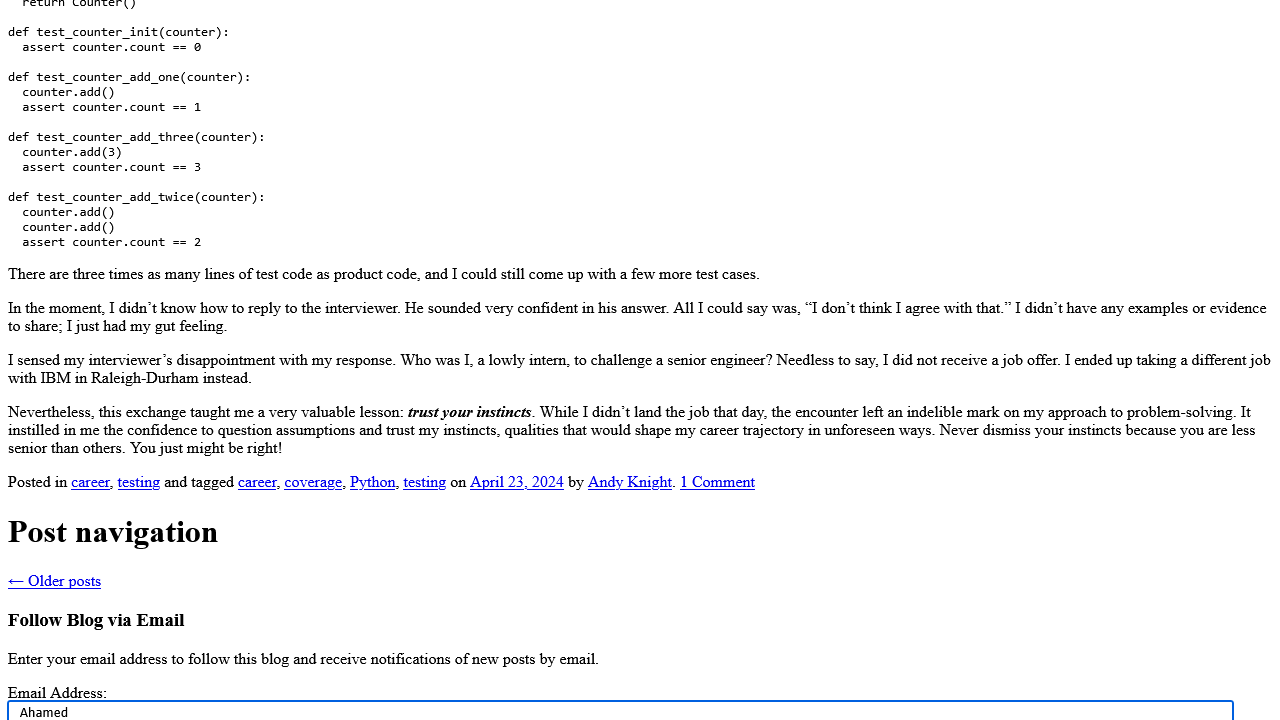 return Counter()
def test_counter_init(counter):
assert counter.count == 0
def test_counter_add_one(counter):
counter.add()
assert counter.count == 1
def test_counter_add_three(counter):
counter.add(3)
assert counter.count == 3
def test_counter_add_twice(counter):
counter.add()
counter.add()
assert counter.count == 2
There are three times as many lines of test code as product code, and I could still come up with a few more test cases.
In the moment, I didn’t know how to reply to the interviewer. He sounded very confident in his answer. All I could say was, “I don’t think I agree with that.” I didn’t have any examples or evidence
to share; I just had my gut feeling.
I sensed my interviewer’s disappointment with my response. Who was I, a lowly intern, to challenge a senior engineer? Needless to say, I did not receive a job offer. I ended up taking a different job
with IBM in Raleigh-Durham instead.
Nevertheless, this exchange taught me a very valuable lesson: trust your instincts. While I didn’t land the job that day, the encounter left an indelible mark on my approach to problem-solving. It
instilled in me the confidence to question assumptions and trust my instincts, qualities that would shape my career trajectory in unforeseen ways. Never dismiss your instincts because you are less
senior than others. You just might be right!
Posted in career, testing and tagged career, coverage, Python, testing on April 23, 2024 by Andy Knight. 1 Comment
Post navigation
← Older posts
Follow Blog via Email
Enter your email address to follow this blog and receive notifications of new posts by email.
Email Address:
Ahamed